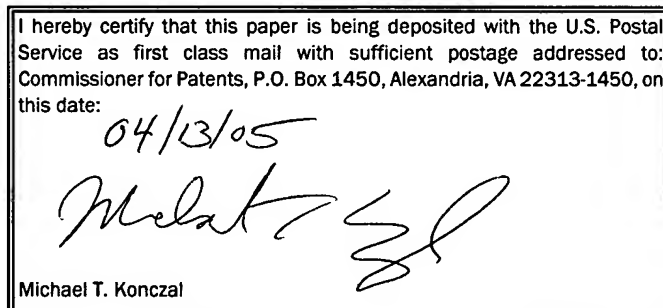 I hereby certify that this paper is being deposited with the U.S. Postal
Service as first class mail with sufficient postage addressed to:
Commissioner for Patents, P.O. Box 1450, Alexandria, VA 22313-1450, on
this date:
04/13/05
Michael T. Konczal